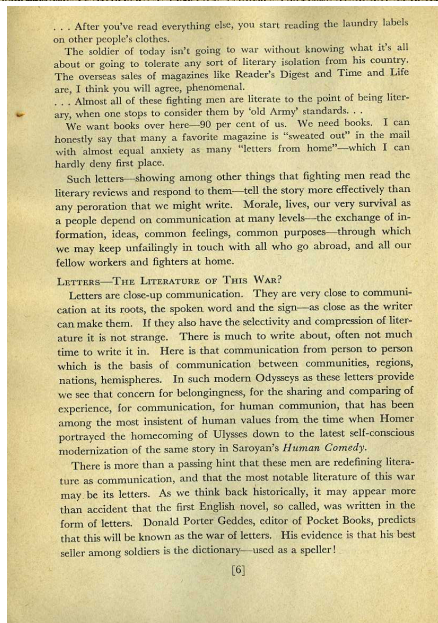 . . . After you've read everything else, you start reading the laundry labels
on other people's clothes.
The soldier of today isn't going to war without knowing what it's all
about or going to tolerate any sort of literary isolation from his country.
The overseas sales of magazines like Reader's Digest and Time and Life
are, I think you will agree, phenomenal.
. . . Almost all of these fighting men are literate to the point of being liter-
ary, when one stops to consider them by 'old Army' standards. . .
We want books over here—90 per cent of us. We need books. I can
honestly say that many a favorite magazine is "sweated out" in the mail
with almost equal anxiety as many "letters from home"—which I can
hardly deny first place.
Such letters—showing among other things that fighting men read the
literary reviews and respond to them—tell the story more effectively than
any peroration that we might write. Morale, lives, our very survival as
a people depend on communication at many levels—the exchange of in-
formation, ideas, common feelings, common purposes—through which
we may keep unfailingly in touch with all who go abroad, and all our
fellow workers and fighters at home.
LETTERS—THE LITERATURE OF THIS WAR?
Letters are close-up communication. They are very close to communi-
cation at its roots, the spoken word and the sign—as close as the writer
can make them. If they also have the selectivity and compression of liter-
ature it is not strange. There is much to write about, often not much
time to write it in. Here is that communication from person to person
which is the basis of communication between communities, regions,
nations, hemispheres. In such modern Odysseys as these letters provide
we see that concern for belongingness, for the sharing and comparing of
experience, for communication, for human communion, that has been
among the most insistent of human values from the time when Homer
portrayed the homecoming of Ulysses down to the latest self-conscious
modernization of the same story in Saroyan's Human Comedy.
There is more than a passing hint that these men are redefining litera-
ture as communication, and that the most notable literature of this war
may be its letters. As we think back historically, it may appear more
than accident that the first English novel, so called, was written in the
form of letters. Donald Porter Geddes, editor of Pocket Books, predicts
that this will be known as the war of letters. His evidence is that his best
seller among soldiers is the dictionary—used as a speller!
[6]